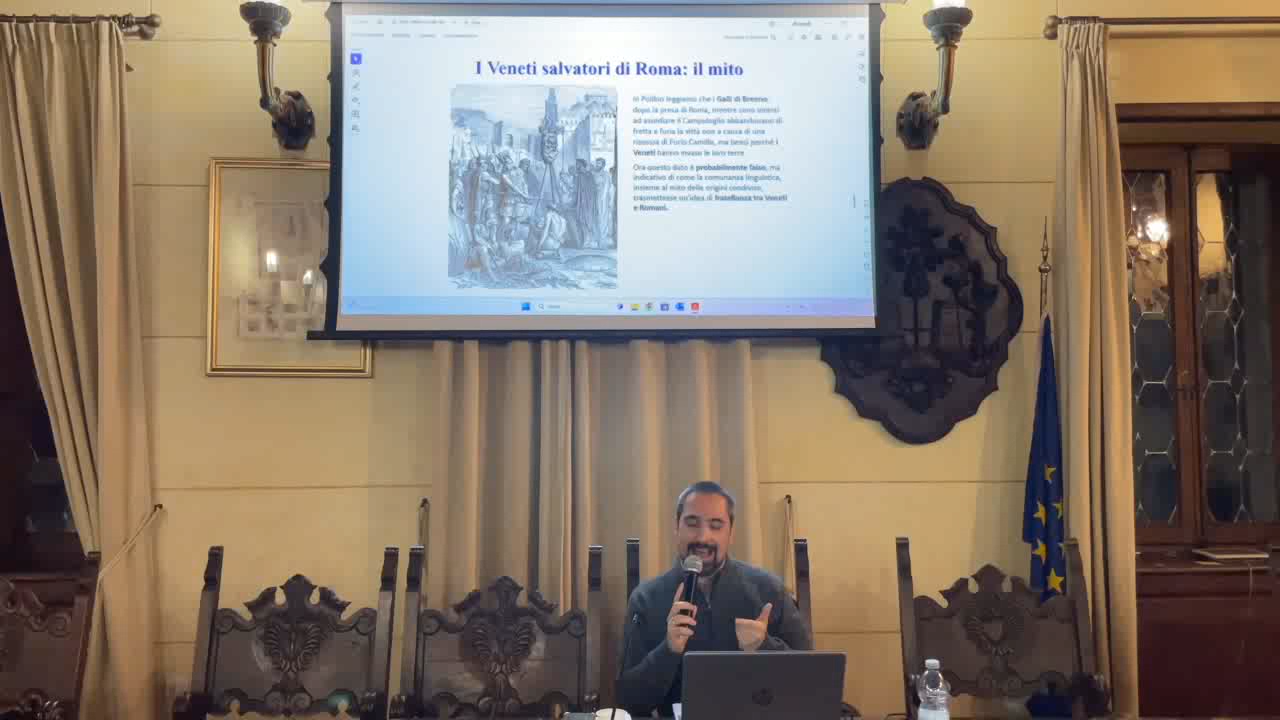 I Veneti salvatori di Roma: il mito
In Polibio leggiamo che i Galli di Brenno,
dopo la presa di Roma, mentre sono intenti
ad assediare il Campidoglio abbandonano di
fretta e furia la città non a causa di una
riscossa di Furio Camillo, ma bensì perché i
Veneti hanno invaso le loro terre
Ora questo dato è probabilmente falso, ma
indicativo di come la comunanza linguistica,
insieme al mito delle origini condiviso,
trasmettesse un'idea di fratellanza tra Veneti
e Romani.